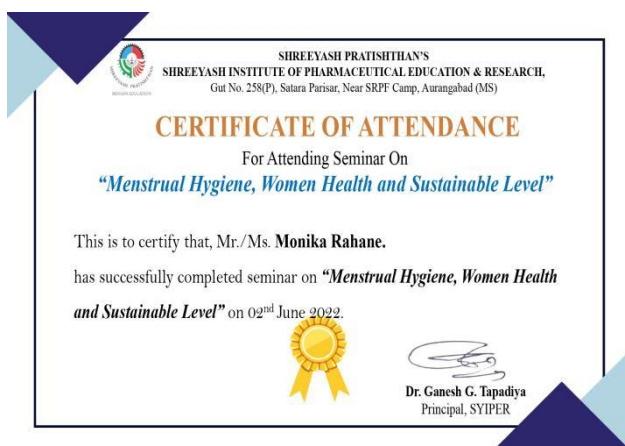 SHREEYASH PRATISHTHAN'S
SHREEYASH INSTITUTE OF PHARMACEUTICAL EDUCATION & RESEARCH,
Gut No. 258(P), Satara Parisar, Near SRPF Camp, Aurangabad (MS)
CERTIFICATE OF ATTENDANCE
For Attending Seminar On
“Menstrual Hygiene, Women Health and Sustainable Level”
This is to certify that, Mr./Ms. Monika Rahane.
has successfully completed seminar on “Menstrual Hygiene, Women Health
and Sustainable Level” on 02nd June 2022.
Dr. Ganesh G. Tapadiya
Principal, SYIPER